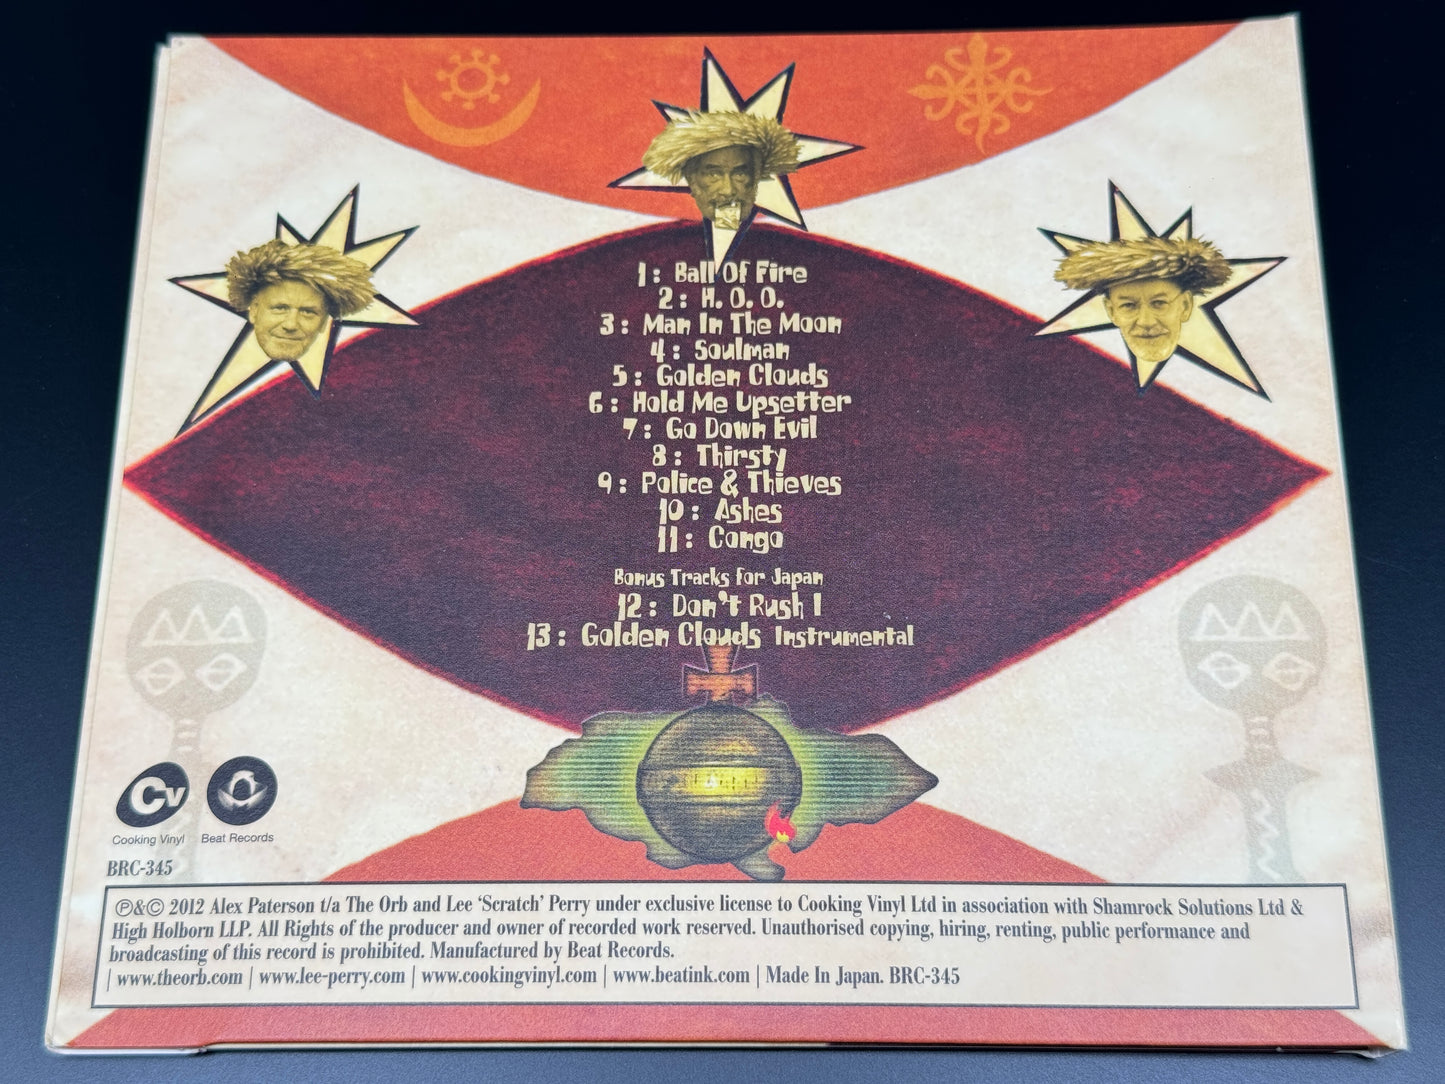 1: Ball Of Fire
2: H. O. O.
3: Man In The Moon
4: Soulman
5: Golden Clouds
6: Hold Me Upsetter
7: Go Down Evil
8: Thirsty
9: Police & Thieves
10: Ashes
11: Congo
Bonus Tracks for Japan
12: Don't Rush I
13: Golden Clouds Instrumental
CV
Cooking Vinyl Beat Records
BRC-345
℗&© 2012 Alex Paterson t/a The Orb and Lee ‘Scratch’ Perry under exclusive license to Cooking Vinyl Ltd in association with Shamrock Solutions Ltd &
High Holborn LLP. All Rights of the producer and owner of recorded work reserved. Unauthorised copying, hiring, renting, public performance and
broadcasting of this record is prohibited. Manufactured by Beat Records.
| www.theorb.com | www.lee-perry.com | www.cookingvinyl.com | www.beatink.com | Made In Japan. BRC-345